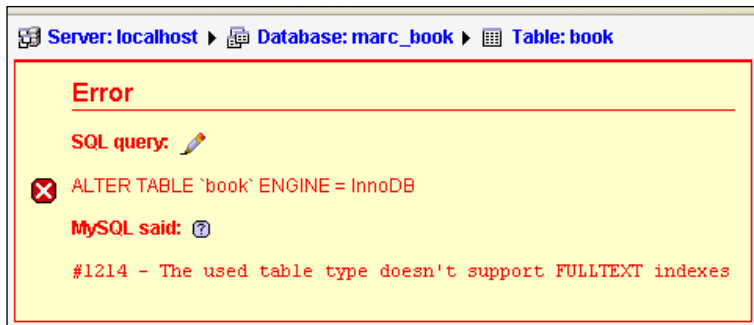 Server: localhost Database: marc_book Table: book
Error
SQL query:
ALTER TABLE `book` ENGINE = InnoDB
MySQL said:
#1214 - The used table type doesn't support FULLTEXT indexes